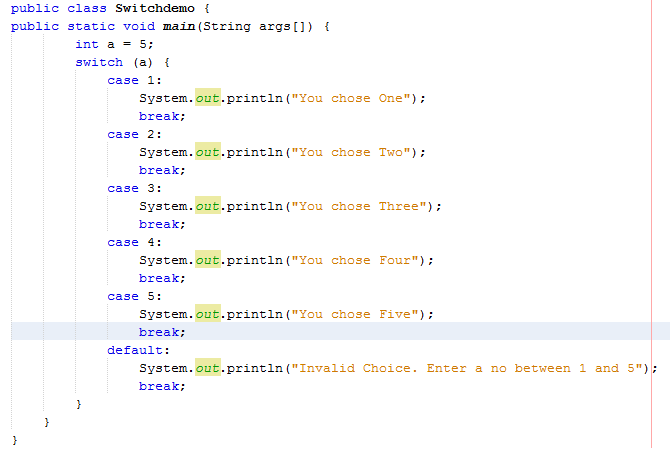 public class Switchdemo {
public static void main(String args[]) {
        int a = 5;
        switch (a) {
            case 1:
                System.out.println("You chose One");
                break;
            case 2:
                System.out.println("You chose Two");
                break;
            case 3:
                System.out.println("You chose Three");
                break;
            case 4:
                System.out.println("You chose Four");
                break;
            case 5:
                System.out.println("You chose Five");
                break;
            default:
                System.out.println("Invalid Choice. Enter a no between 1 and 5");
                break;
        }
    }
}